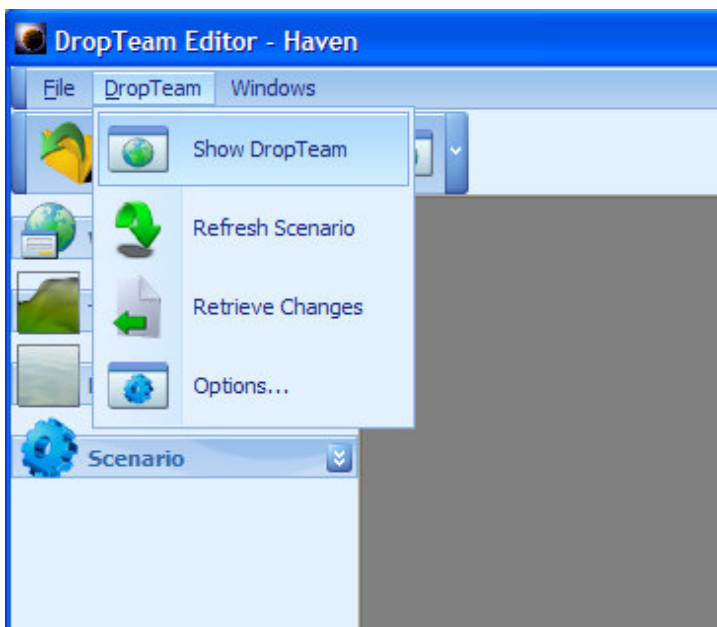 DropTeam Editor - Haven
File DropTeam Windows
Show DropTeam
Refresh Scenario
Retrieve Changes
Options...
Scenario